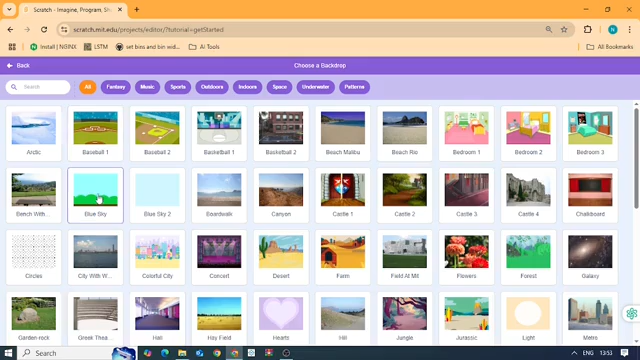 Scratch - Imagine, Program, Sh
scratch.mit.edu/projects/editor/?tutorial=getStarted
Install | NGINX
LSTM
set bins and bin wid...
Ai Tools
All Bookmarks
Back
Choose a Backdrop
Search
All
Fantasy
Music
Sports
Outdoors
Indoors
Space
Underwater
Patterns
Arctic
Baseball 1
Baseball 2
Basketball 1
Basketball 2
Beach Malibu
Beach Rio
Bedroom 1
Bedroom 2
Bedroom 3
Bench With...
Blue Sky
Blue Sky 2
Boardwalk
Canyon
Castle 1
Castle 2
Castle 3
Castle 4
Chalkboard
Circles
City With W...
Colorful City
Concert
Desert
Farm
Field At Mit
Flowers
Forest
Galaxy
Garden-rock
Greek Thea...
Hall
Hay Field
Hearts
Hill
Jungle
Jurassic
Light
Metro
Search
ENG
13:53